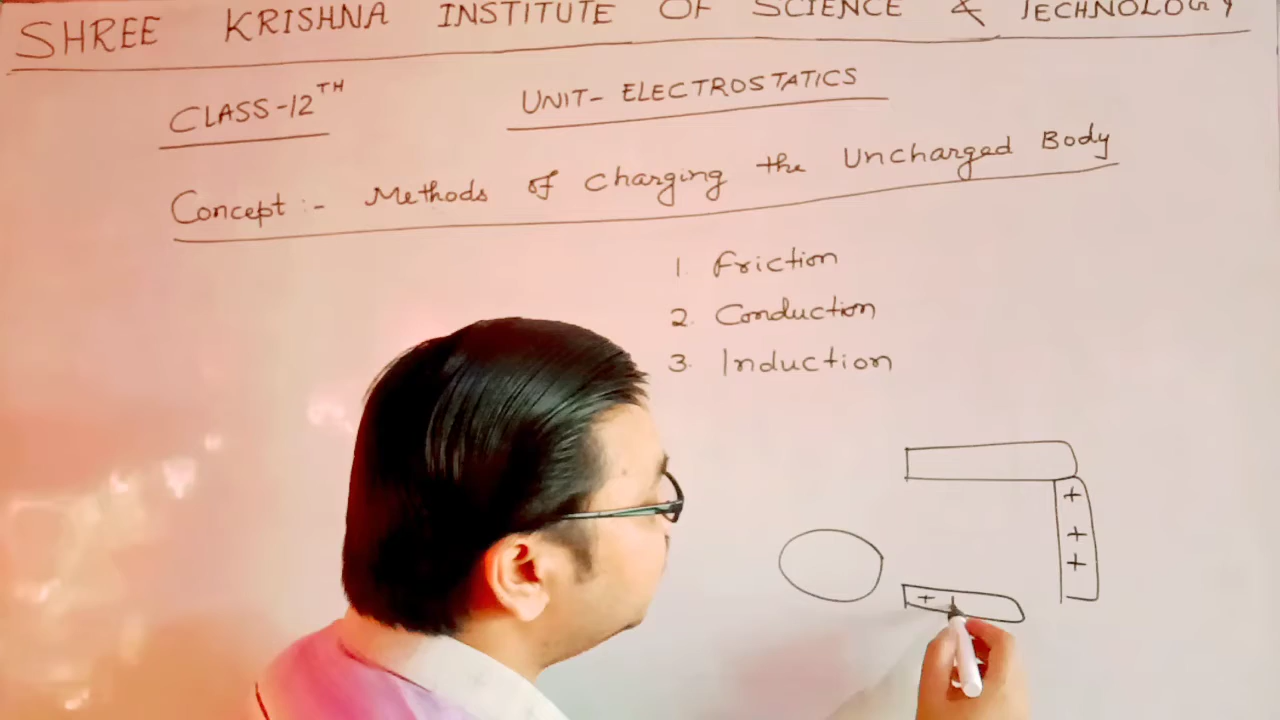 SHREE KRISHNA INSTITUTE OF SCIENCE & TECHNOLOGY
CLASS-12TH
UNIT- ELECTROSTATICS
Concept :- Methods of Charging the Uncharged Body
1. Friction
2. Conduction
3. Induction
+
+
+
+ +